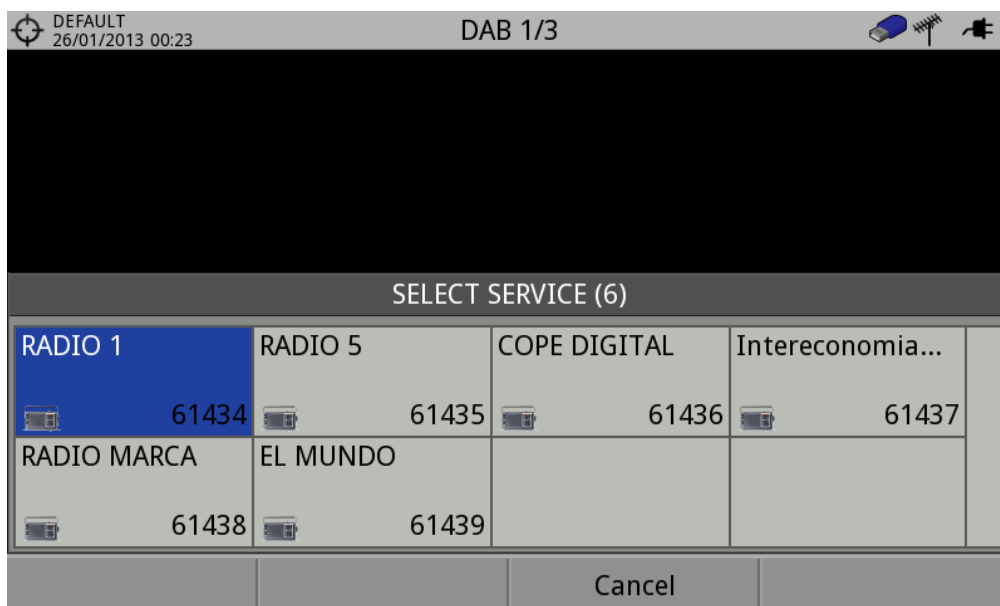 DEFAULT
26/01/2013 00:23
DAB 1/3
SELECT SERVICE (6)
RADIO 1
61434
RADIO 5
61435
COPE DIGITAL
61436
Intereconomia...
61437
RADIO MARCA
61438
EL MUNDO
61439
Cancel